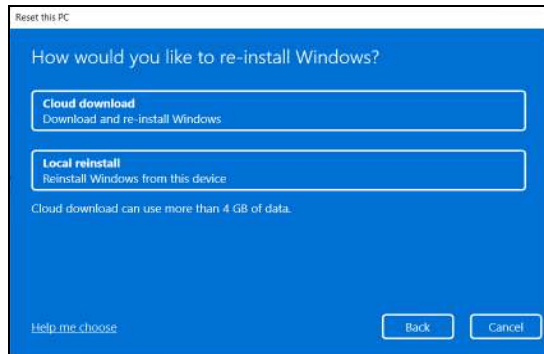 Reset this PC
How would you like to re-install Windows?
Cloud download
Download and re-install Windows
Local reinstall
Reinstall Windows from this device
Cloud download can use more than 4 GB of data.
Help me choose
Back
Cancel